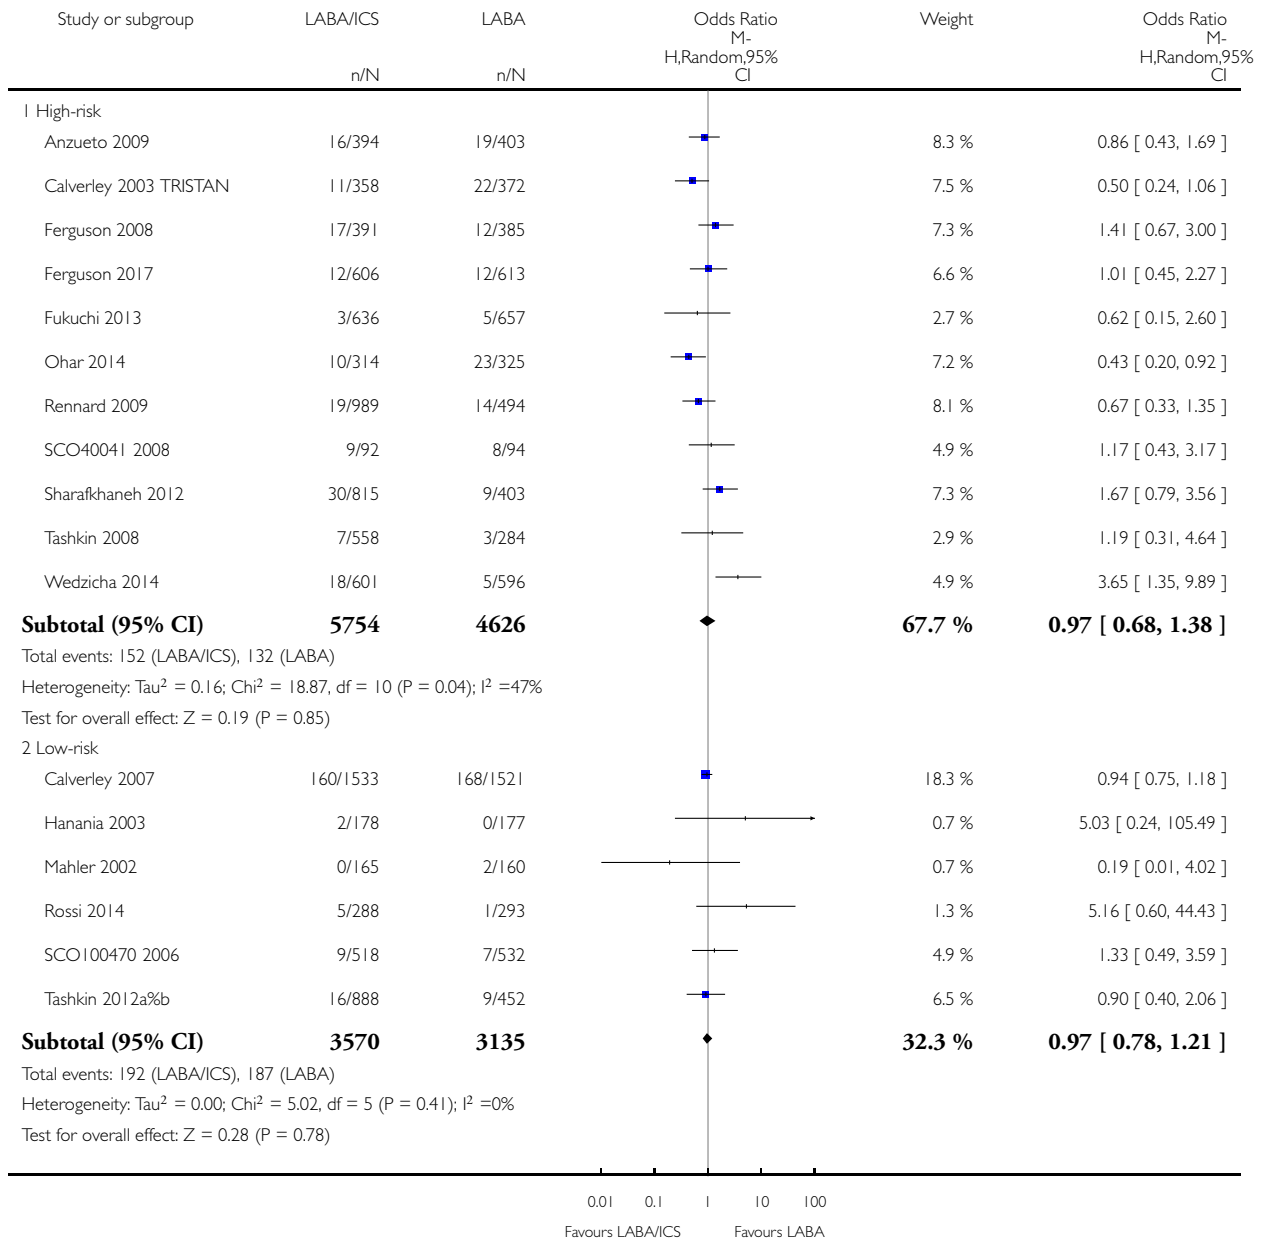 Study or subgroup LABA/ICS LABA Odds Ratio Weight Odds Ratio
M- M-
H,Random,95% H,Random,95%
n/N n/N CI CI
1 High-risk
Anzueto 2009 16/394 19/403 8.3 % 0.86 [ 0.43, 1.69 ]
Calverley 2003 TRISTAN 11/358 22/372 7.5 % 0.50 [ 0.24, 1.06 ]
Ferguson 2008 17/391 12/385 7.3 % 1.41 [ 0.67, 3.00 ]
Ferguson 2017 12/606 12/613 6.6 % 1.01 [ 0.45, 2.27 ]
Fukuchi 2013 3/636 5/657 2.7 % 0.62 [ 0.15, 2.60 ]
Ohar 2014 10/314 23/325 7.2 % 0.43 [ 0.20, 0.92 ]
Rennard 2009 19/989 14/494 8.1 % 0.67 [ 0.33, 1.35 ]
SCO40041 2008 9/92 8/94 4.9 % 1.17 [ 0.43, 3.17 ]
Sharafkhaneh 2012 30/815 9/403 7.3 % 1.67 [ 0.79, 3.56 ]
Tashkin 2008 7/558 3/284 2.9 % 1.19 [ 0.31, 4.64 ]
Wedzicha 2014 18/601 5/596 4.9 % 3.65 [ 1.35, 9.89 ]
Subtotal (95% CI) 5754 4626 67.7 % 0.97 [ 0.68, 1.38 ]
Total events: 152 (LABA/ICS), 132 (LABA)
Heterogeneity: Tau² = 0.16; Chi² = 18.87, df = 10 (P = 0.04); I² =47%
Test for overall effect: Z = 0.19 (P = 0.85)
2 Low-risk
Calverley 2007 160/1533 168/1521 18.3 % 0.94 [ 0.75, 1.18 ]
Hanania 2003 2/178 0/177 0.7 % 5.03 [ 0.24, 105.49 ]
Mahler 2002 0/165 2/160 0.7 % 0.19 [ 0.01, 4.02 ]
Rossi 2014 5/288 1/293 1.3 % 5.16 [ 0.60, 44.43 ]
SCO100470 2006 9/518 7/532 4.9 % 1.33 [ 0.49, 3.59 ]
Tashkin 2012a%b 16/888 9/452 6.5 % 0.90 [ 0.40, 2.06 ]
Subtotal (95% CI) 3570 3135 32.3 % 0.97 [ 0.78, 1.21 ]
Total events: 192 (LABA/ICS), 187 (LABA)
Heterogeneity: Tau² = 0.00; Chi² = 5.02, df = 5 (P = 0.41); I² =0%
Test for overall effect: Z = 0.28 (P = 0.78)
0.01 0.1 1 10 100
Favours LABA/ICS Favours LABA